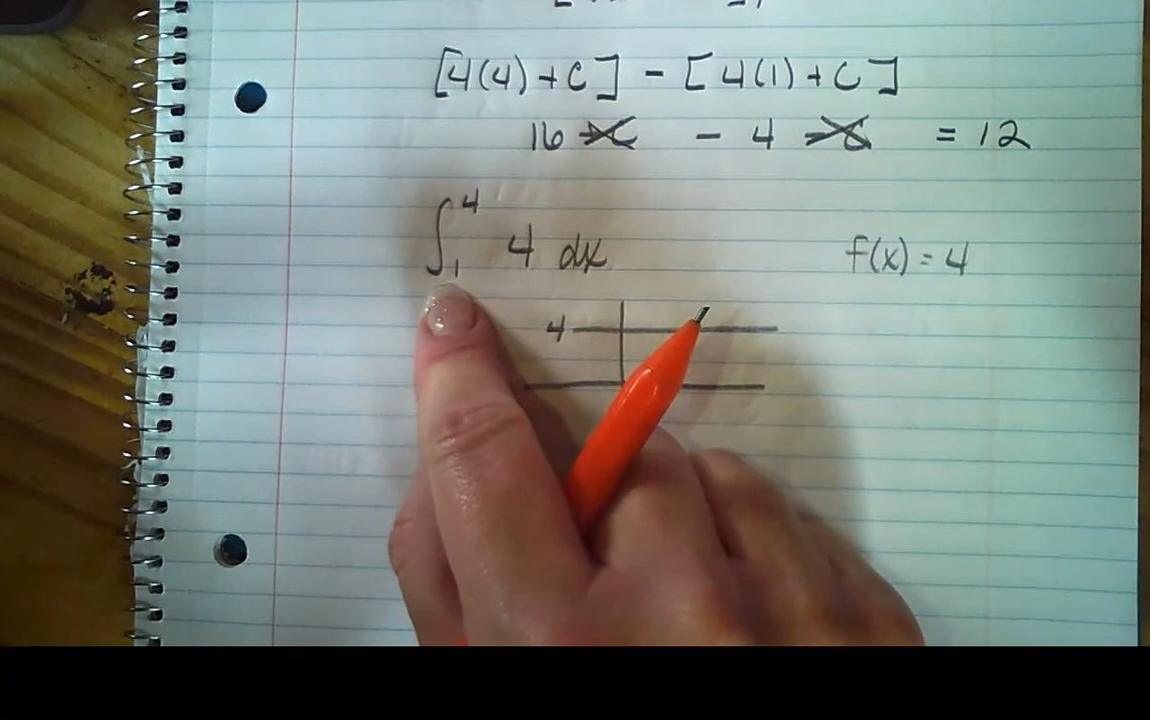 [4(4) + C] - [4(1) + C]
16 + C - 4 - C = 12
∫₁⁴ 4 dx f(x) = 4
4